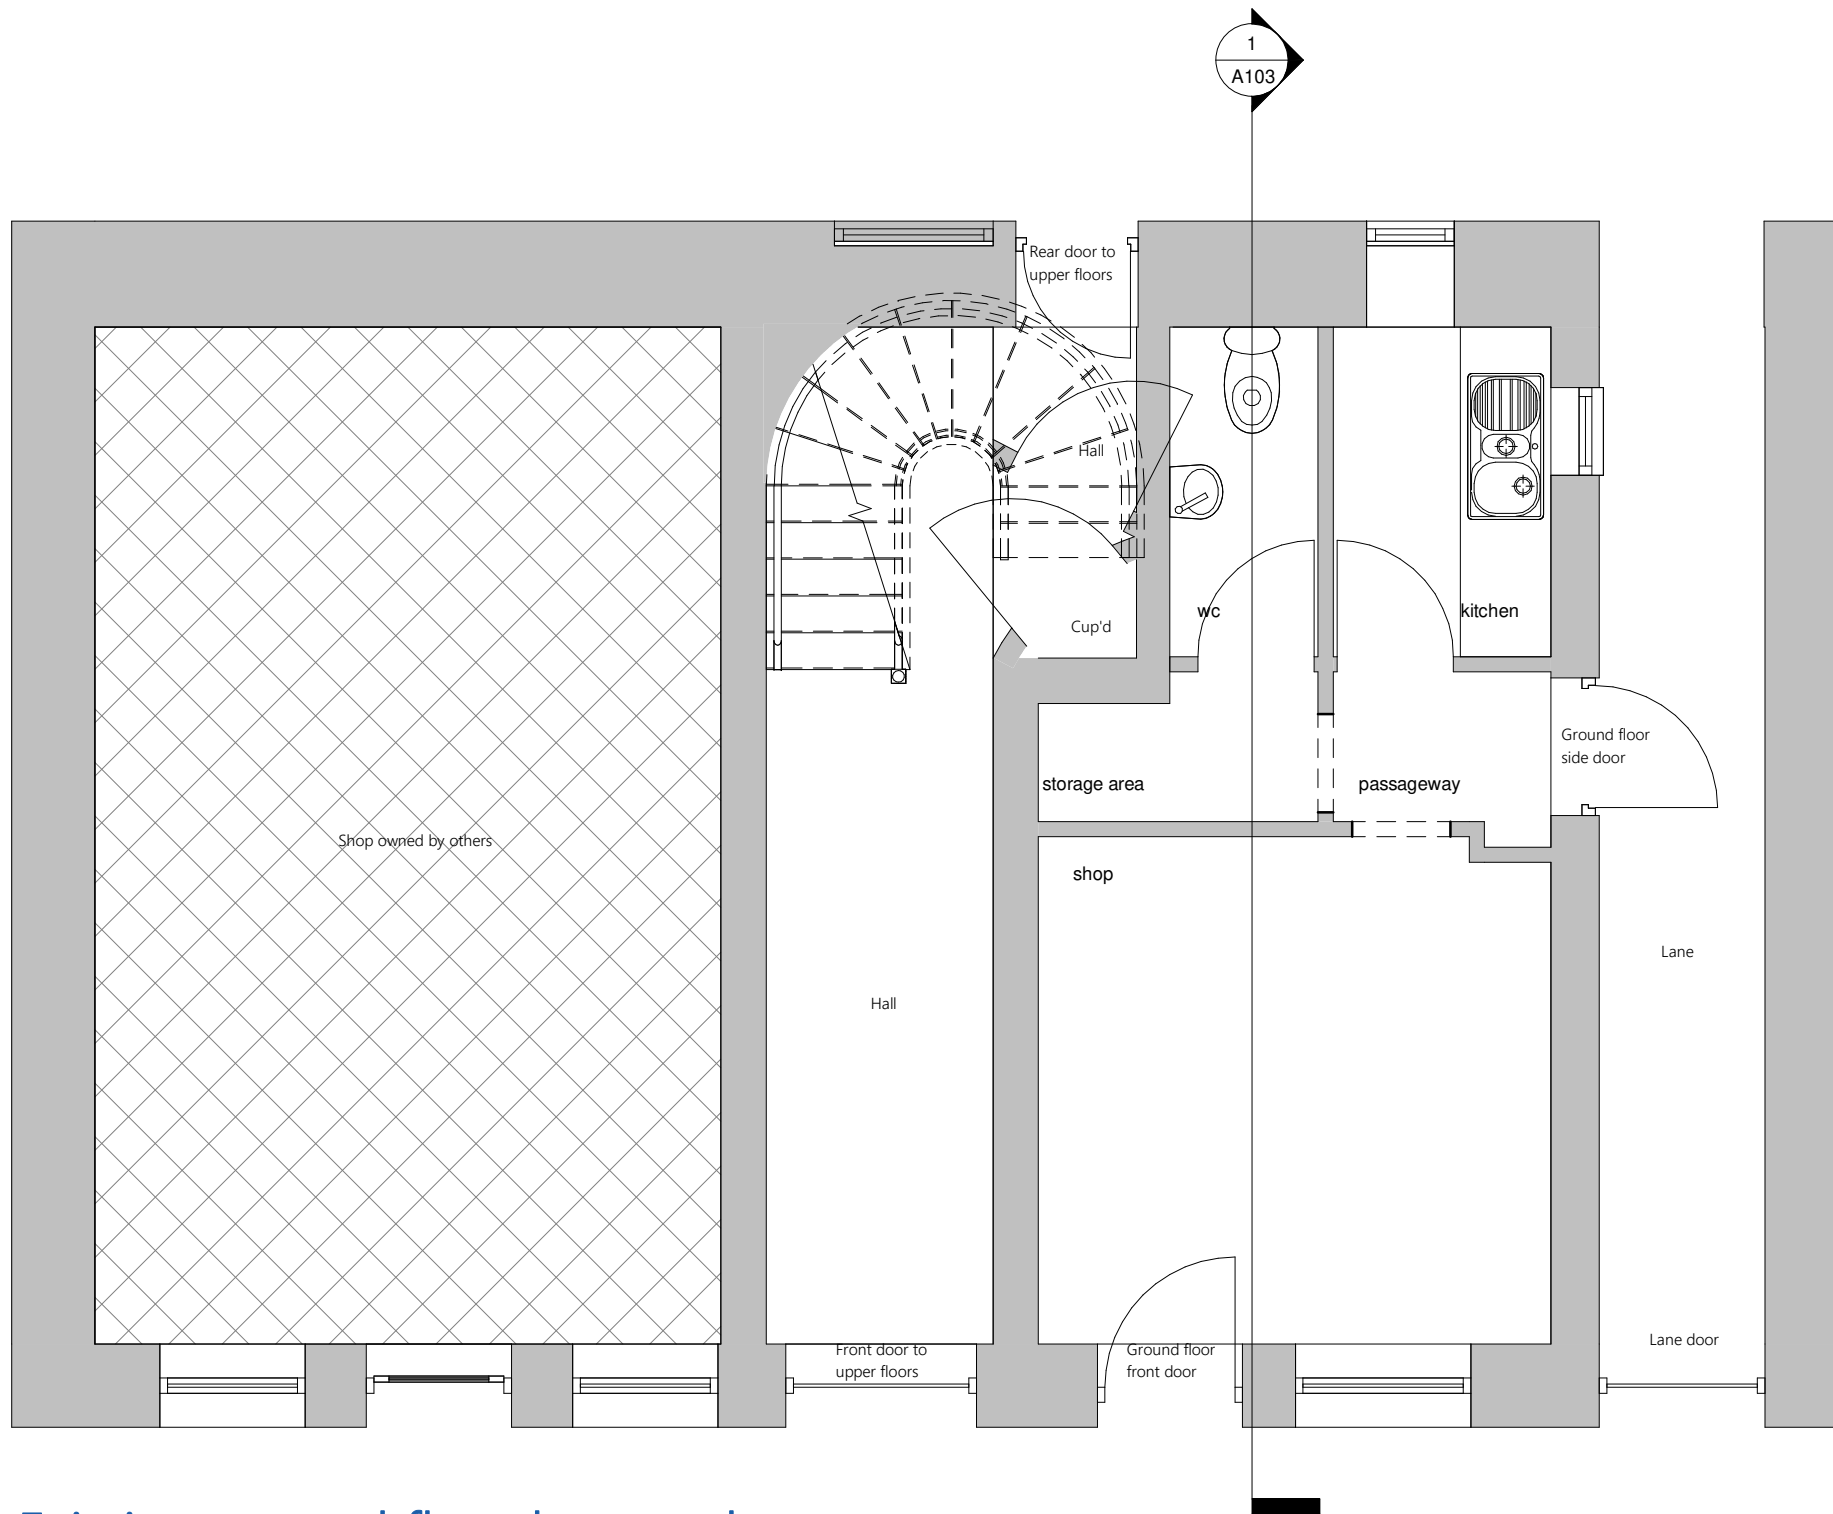 1
A103
Rear door to
upper floors
Hall
Cup'd
wc
kitchen
Ground floor
side door
storage area
passageway
Shop owned by others
shop
Lane
Hall
Lane door
Front door to
upper floors
Ground floor
front door